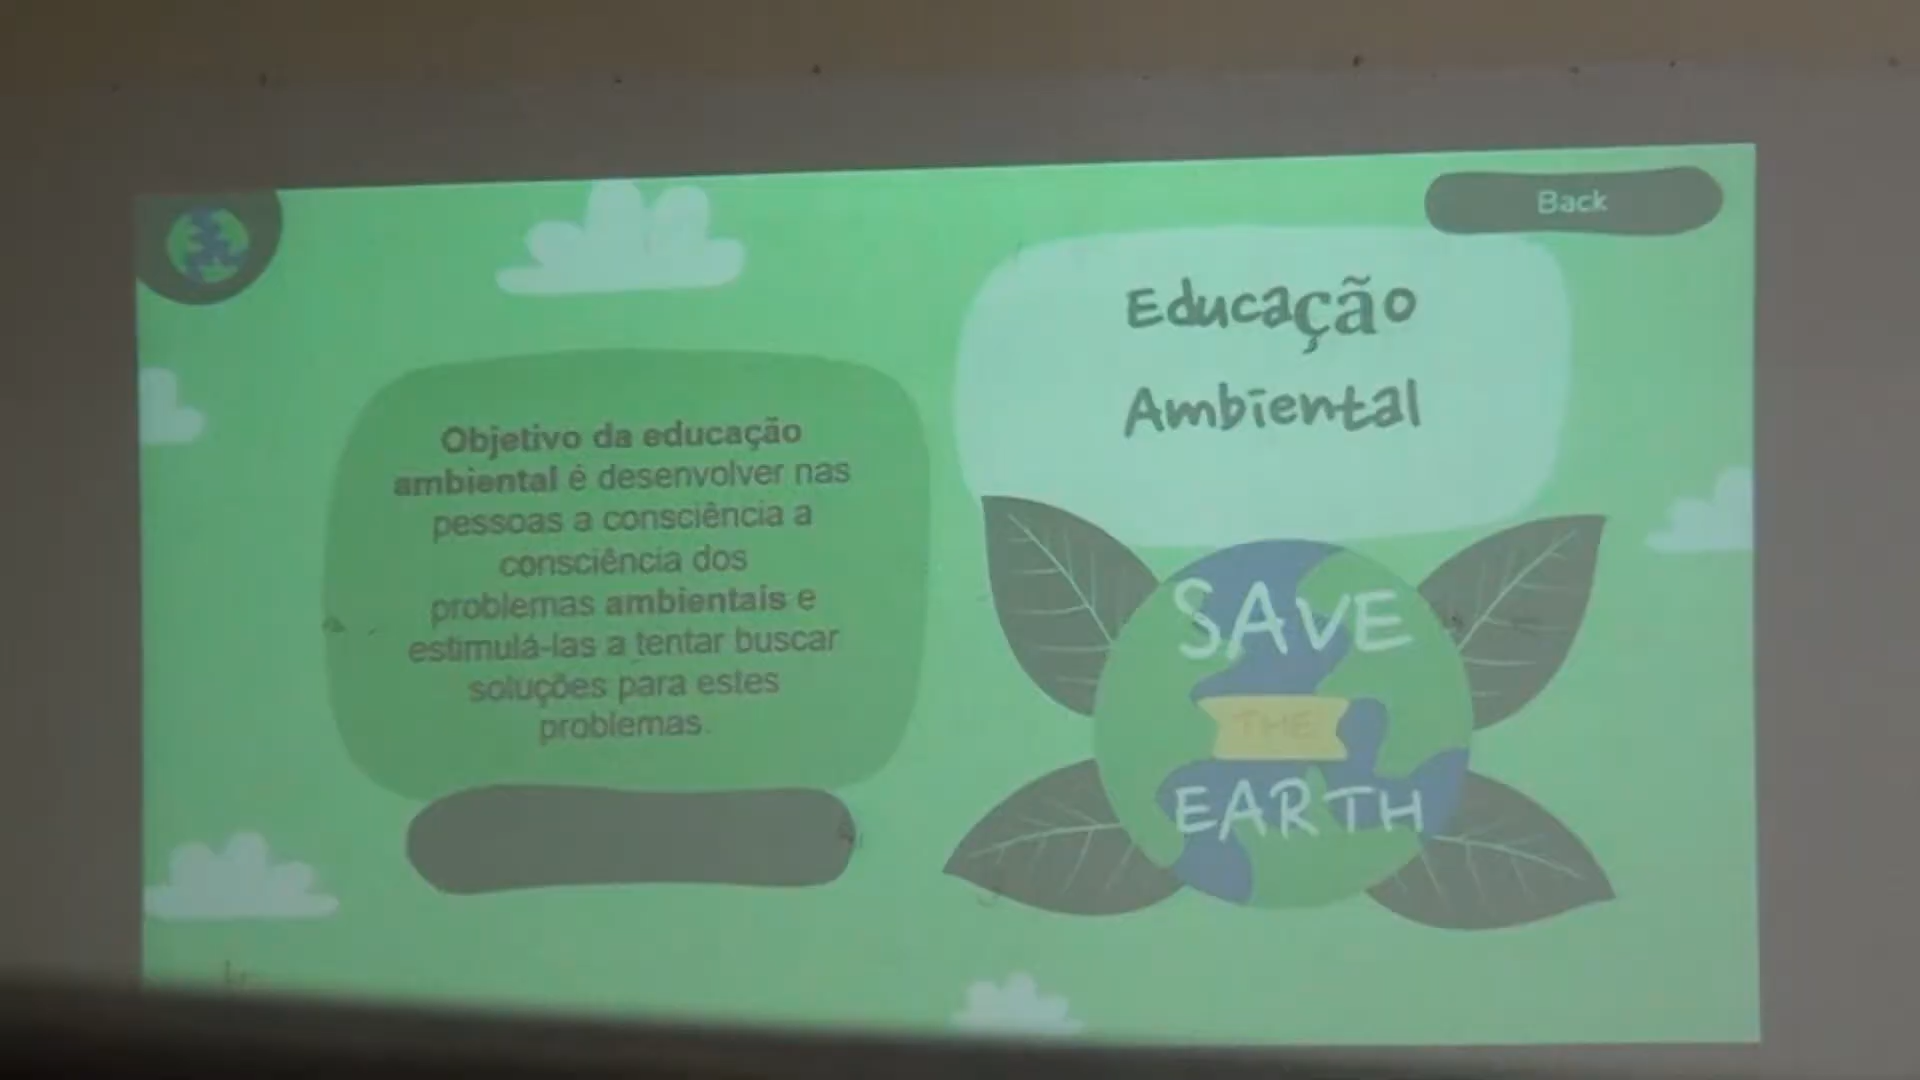 Back
Educação
Ambiental
Objetivo da educação
ambiental é desenvolver nas
pessoas a consciência a
consciência dos
problemas ambientais e
estimulá-las a tentar buscar
soluções para estes
problemas.
SAVE
THE
EARTH